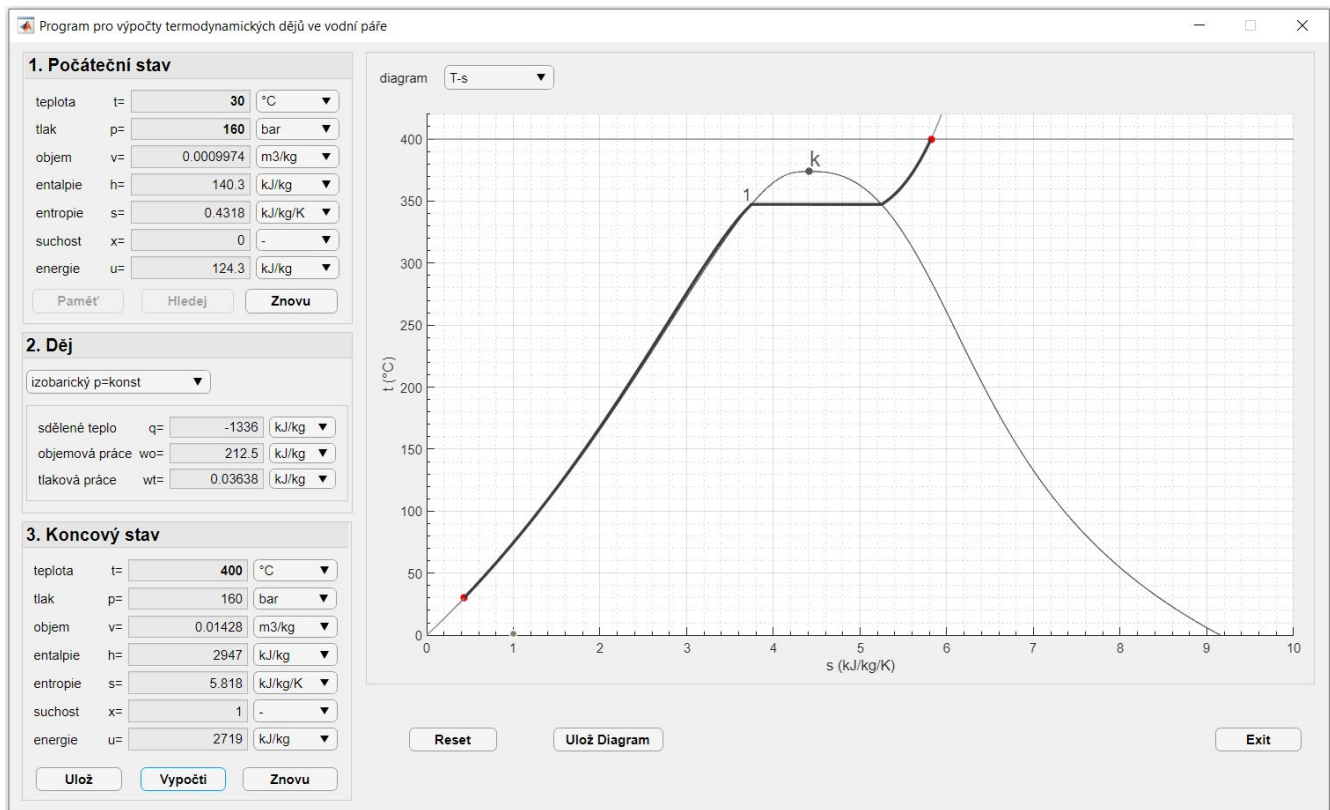 Program pro výpočty termodynamických dějů ve vodní páře
1. Počáteční stav
teplota t= 30 °C
tlak p= 160 bar
objem v= 0.0009974 m3/kg
entalpie h= 140.3 kJ/kg
entropie s= 0.4318 kJ/kg/K
suchost x= 0 -
energie u= 124.3 kJ/kg
Paměť Hledej Znovu
2. Děj
izobarický p=konst
sdělené teplo q= -1336 kJ/kg
objemová práce wo= 212.5 kJ/kg
tlaková práce wt= 0.03638 kJ/kg
3. Koncový stav
teplota t= 400 °C
tlak p= 160 bar
objem v= 0.01428 m3/kg
entalpie h= 2947 kJ/kg
entropie s= 5.818 kJ/kg/K
suchost x= 1 -
energie u= 2719 kJ/kg
Ulož Vypočti Znovu
diagram T-s
400
350
300
250
200
150
100
50
0
t (°C)
k
1
0 1 2 3 4 5 6 7 8 9 10
s (kJ/kg/K)
Reset Ulož Diagram Exit